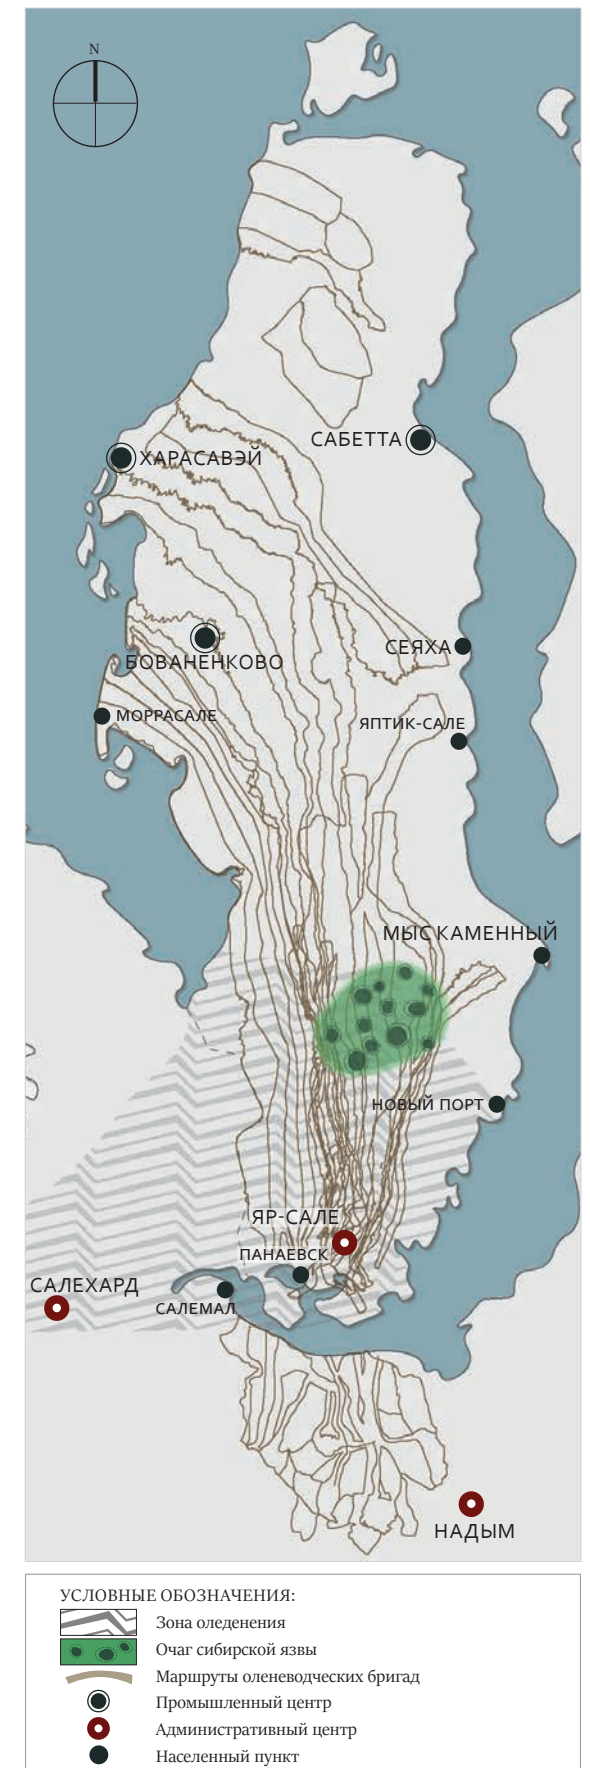 N
САБЕТТА
ХАРАСАВЭЙ
СЕЯХА
БОВАНЕНКОВО
МОРРАСАЛЕ
ЯПТИК-САЛЕ
МЫС КАМЕННЫЙ
НОВЫЙ ПОРТ
ЯР-САЛЕ
ПАНАЕВСК
САЛЕХАРД
САЛЕМАЛ
НАДЫМ
УСЛОВНЫЕ ОБОЗНАЧЕНИЯ:
Зона оледенения
Очаг сибирской язвы
Маршруты оленеводческих бригад
Промышленный центр
Административный центр
Населенный пункт